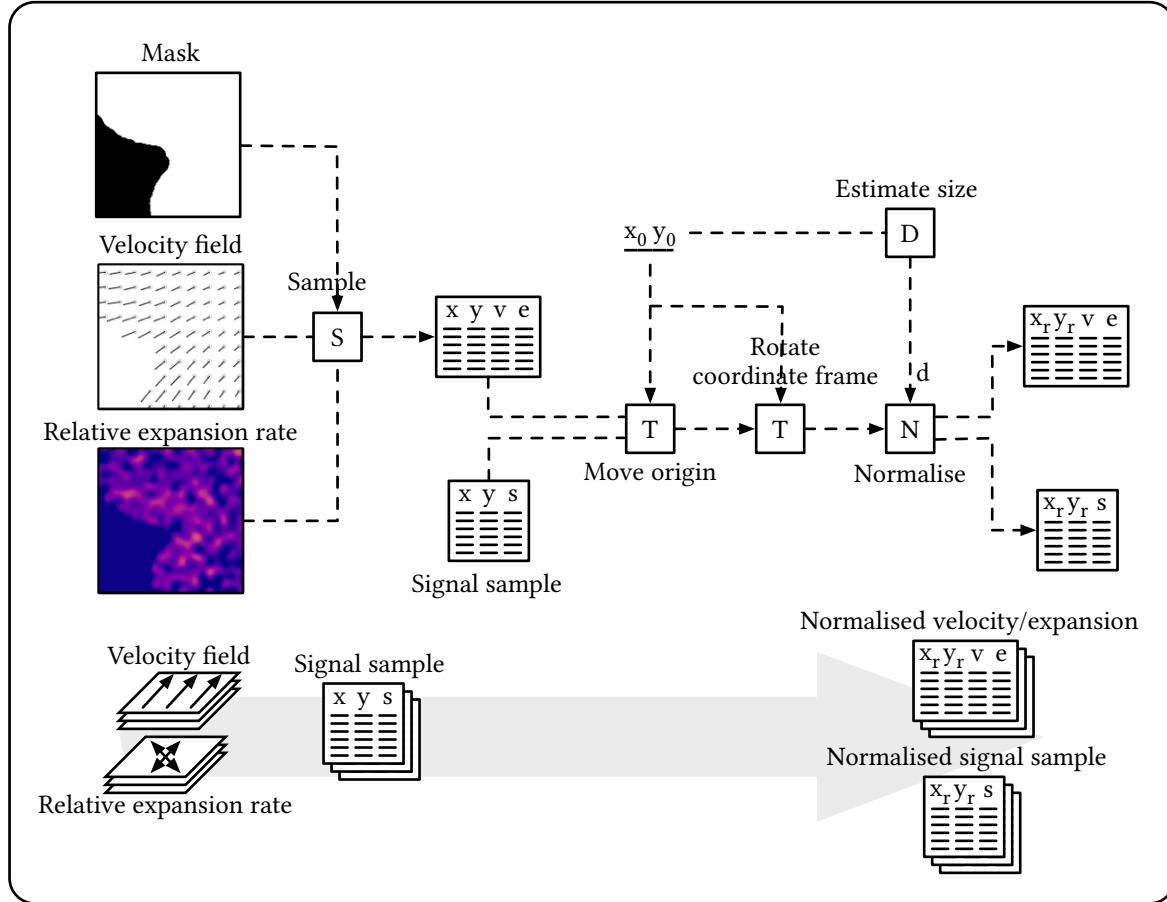 Mask
Velocity field
Sample
S
Relative expansion rate
x y v e
x y s
Signal sample
x₀ y₀
Estimate size
D
Rotate
coordinate frame
d
T
Move origin
T
N
Normalise
xᵣ yᵣ v e
xᵣ yᵣ s
Velocity field
Relative expansion rate
Signal sample
x y s
Normalised velocity/expansion
xᵣ yᵣ v e
Normalised signal sample
xᵣ yᵣ s